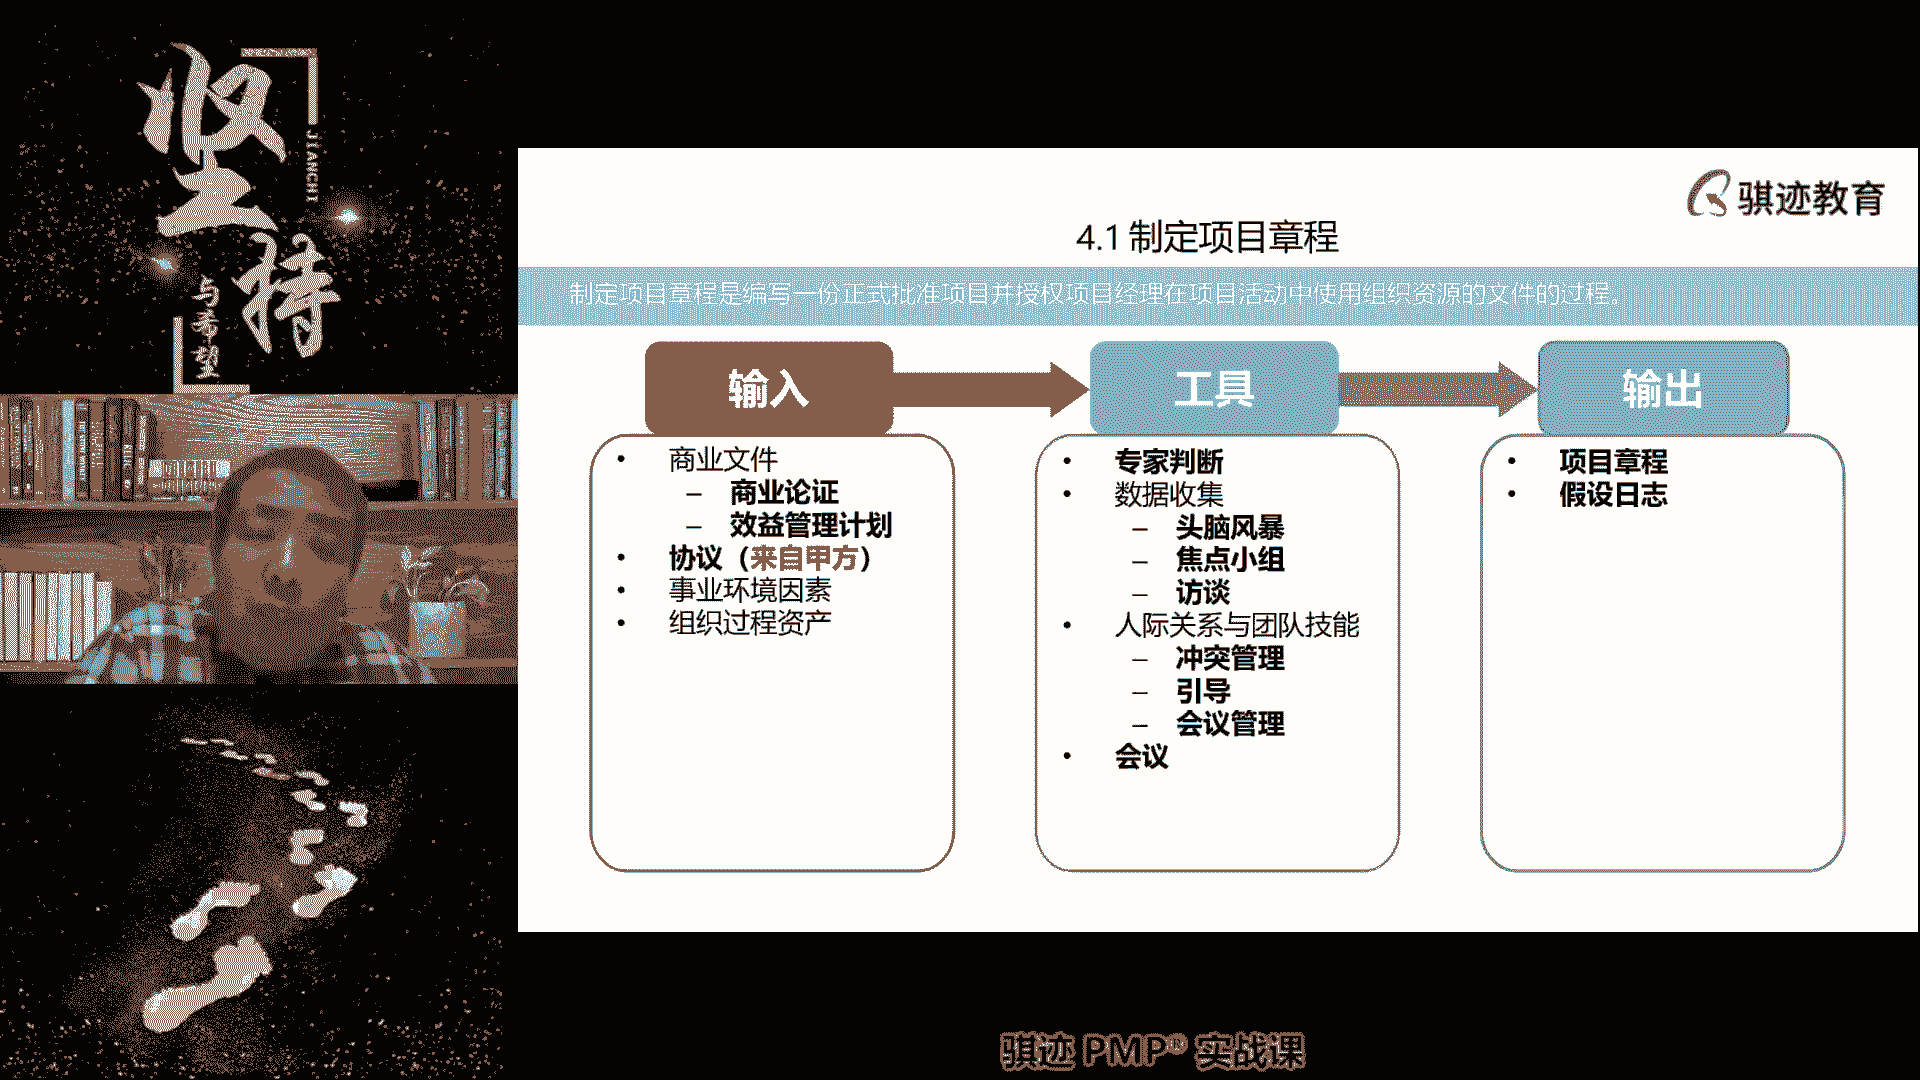 坚持
JIANCHI
与希望
骐迹教育
4.1 制定项目章程
制定项目章程是编写一份正式批准项目并授权项目经理在项目活动中使用组织资源的文件的过程。
输入
• 商业文件
– 商业论证
– 效益管理计划
• 协议（来自甲方）
• 事业环境因素
• 组织过程资产
工具
• 专家判断
• 数据收集
– 头脑风暴
– 焦点小组
– 访谈
• 人际关系与团队技能
– 冲突管理
– 引导
– 会议管理
• 会议
输出
• 项目章程
• 假设日志
骐迹 PMP® 实战课